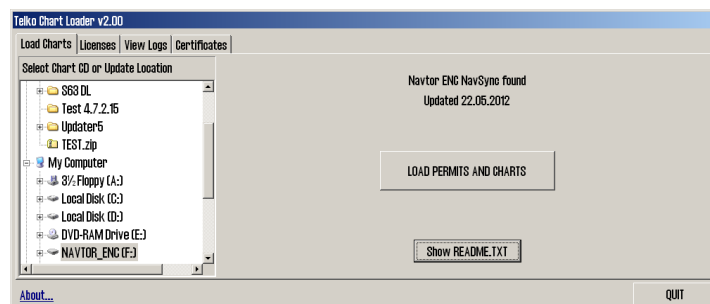 Telko Chart Loader v2.00
Load Charts Licenses View Logs Certificates
Select Chart CD or Update Location
S63 DL
Test 4.7.2.15
Updater5
TEST.zip
My Computer
3½ Floppy (A:)
Local Disk (C:)
Local Disk (D:)
DVD-RAM Drive (E:)
NAVTOR_ENC (F:)
Navtor ENC NavSync found
Updated 22.05.2012
LOAD PERMITS AND CHARTS
Show README.TXT
About...
QUIT